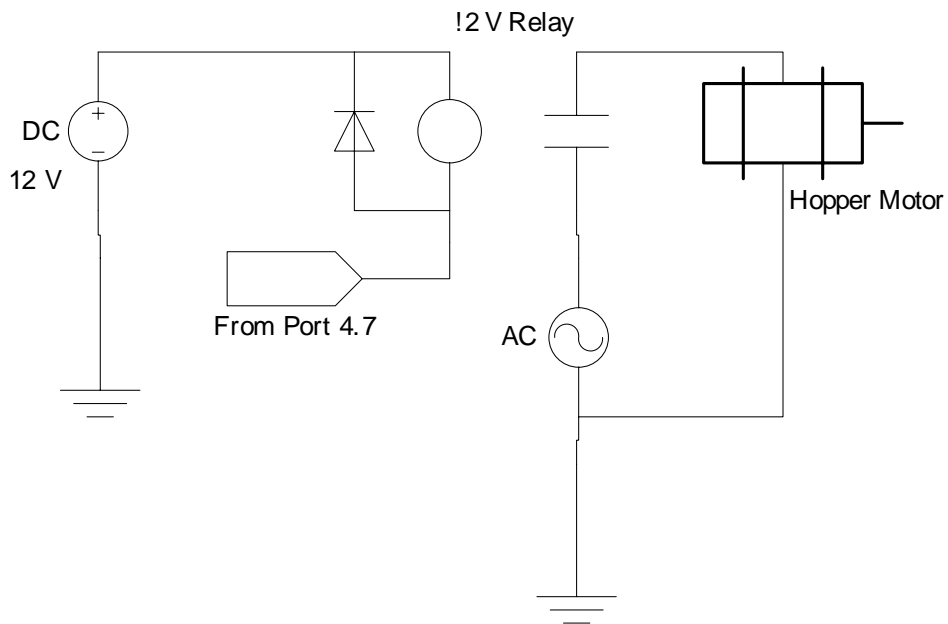 !2 V Relay
DC
+
−
12 V
Hopper Motor
From Port 4.7
AC